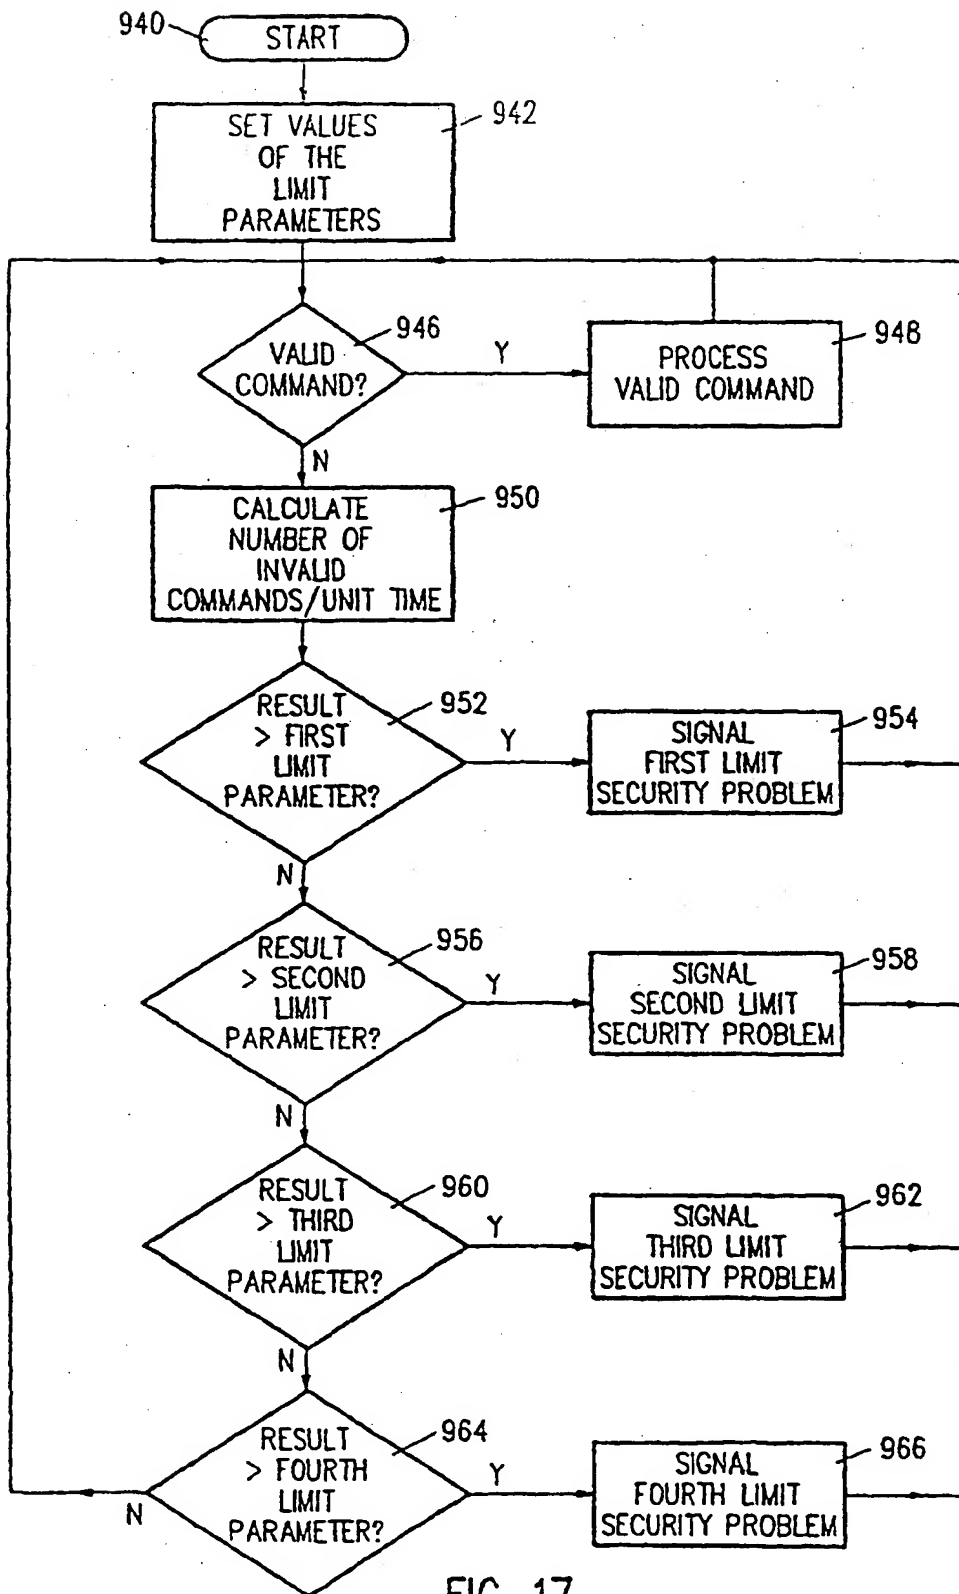 940
START
942
SET VALUES
OF THE
LIMIT
PARAMETERS
946
VALID
COMMAND?
Y
948
PROCESS
VALID COMMAND
N
950
CALCULATE
NUMBER OF
INVALID
COMMANDS/UNIT TIME
952
RESULT
> FIRST
LIMIT
PARAMETER?
Y
954
SIGNAL
FIRST LIMIT
SECURITY PROBLEM
N
956
RESULT
> SECOND
LIMIT
PARAMETER?
Y
958
SIGNAL
SECOND LIMIT
SECURITY PROBLEM
N
960
RESULT
> THIRD
LIMIT
PARAMETER?
Y
962
SIGNAL
THIRD LIMIT
SECURITY PROBLEM
N
964
RESULT
> FOURTH
LIMIT
PARAMETER?
Y
966
SIGNAL
FOURTH LIMIT
SECURITY PROBLEM
N
FIG. 17